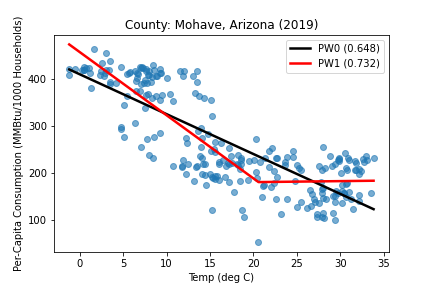 County: Mohave, Arizona (2019)
PW0 (0.648)
PW1 (0.732)
Per-Capita Consumption (MMBtu/1000 Households)
400
300
200
100
0
5
10
15
20
25
30
35
Temp (deg C)